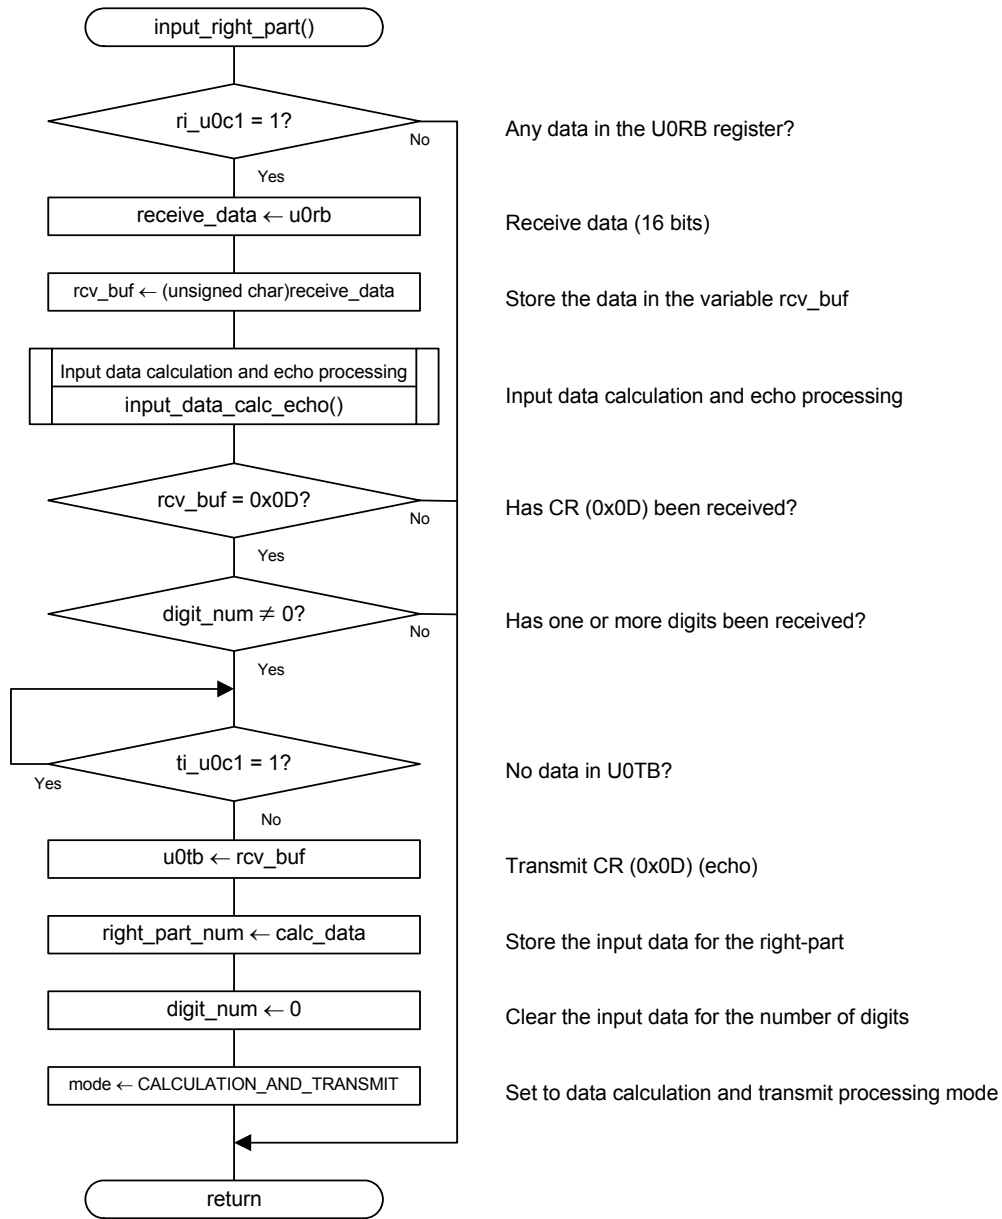 input_right_part()
ri_u0c1 = 1?
No
Any data in the U0RB register?
Yes
receive_data ← u0rb
Receive data (16 bits)
rcv_buf ← (unsigned char)receive_data
Store the data in the variable rcv_buf
Input data calculation and echo processing
input_data_calc_echo()
Input data calculation and echo processing
rcv_buf = 0x0D?
No
Has CR (0x0D) been received?
Yes
digit_num ≠ 0?
No
Has one or more digits been received?
Yes
ti_u0c1 = 1?
Yes
No data in U0TB?
No
u0tb ← rcv_buf
Transmit CR (0x0D) (echo)
right_part_num ← calc_data
Store the input data for the right-part
digit_num ← 0
Clear the input data for the number of digits
mode ← CALCULATION_AND_TRANSMIT
Set to data calculation and transmit processing mode
return